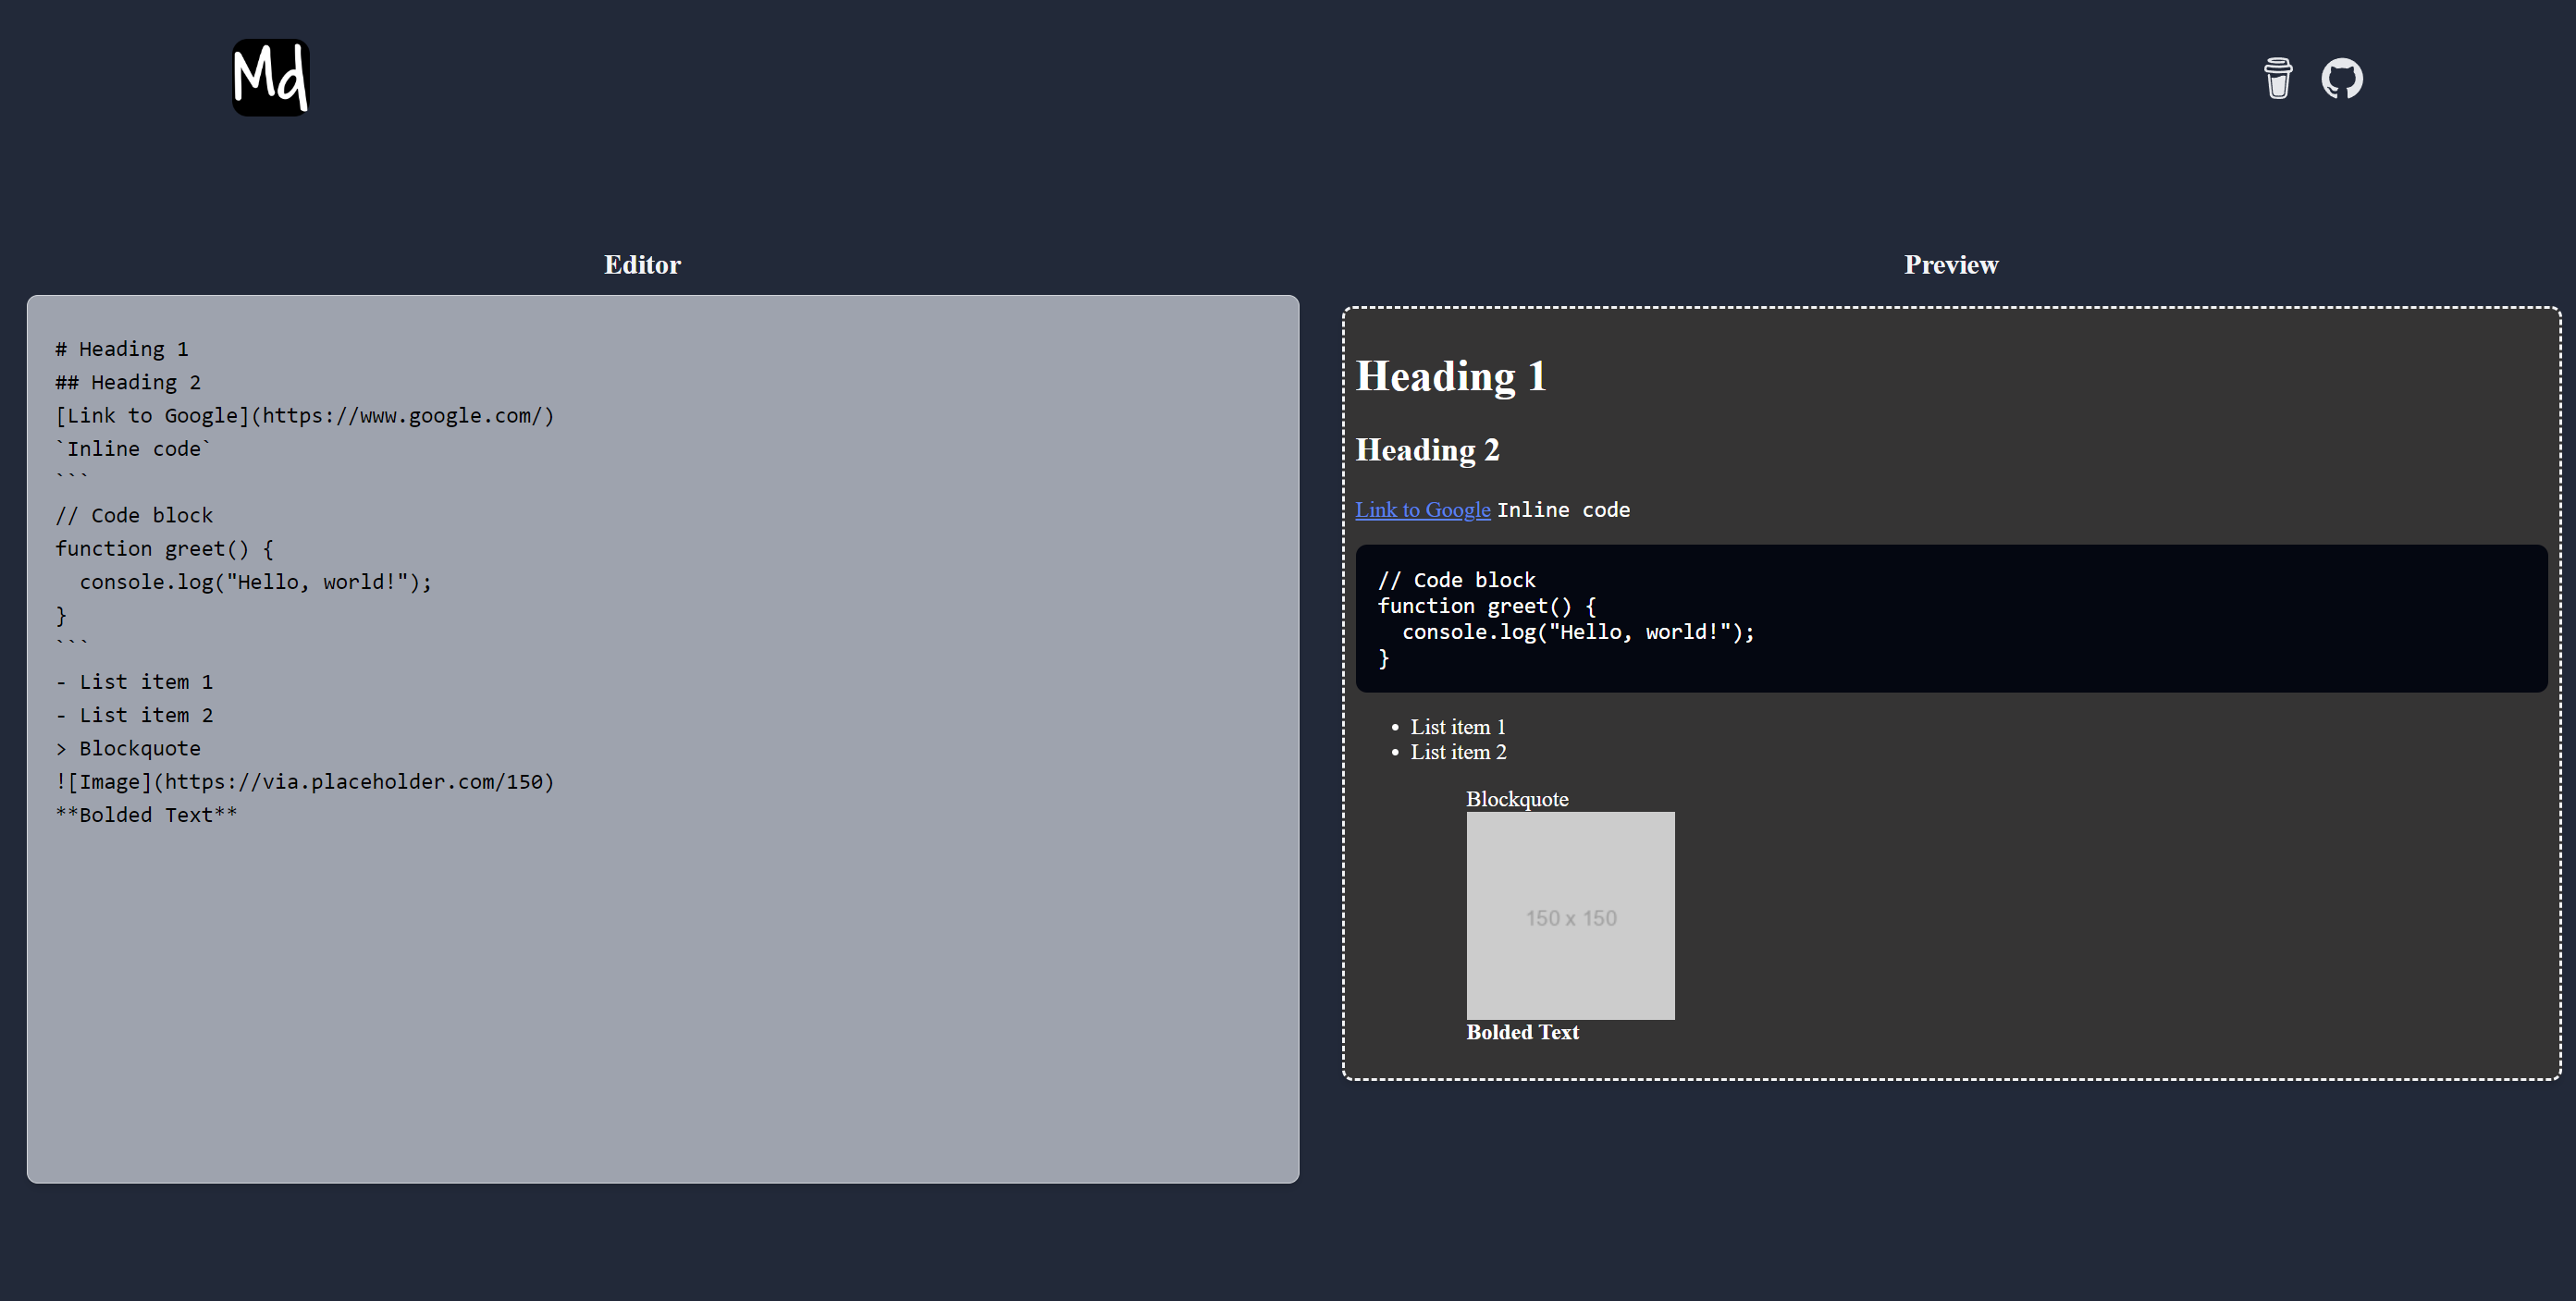 Md
Editor
# Heading 1
## Heading 2
[Link to Google](https://www.google.com/)
`Inline code`
```
// Code block
function greet() {
  console.log("Hello, world!");
}
```
- List item 1
- List item 2
> Blockquote
![Image](https://via.placeholder.com/150)
**Bolded Text**
Preview
Heading 1
Heading 2
Link to Google Inline code
// Code block
function greet() {
  console.log("Hello, world!");
}
• List item 1
• List item 2
Blockquote
150 x 150
Bolded Text